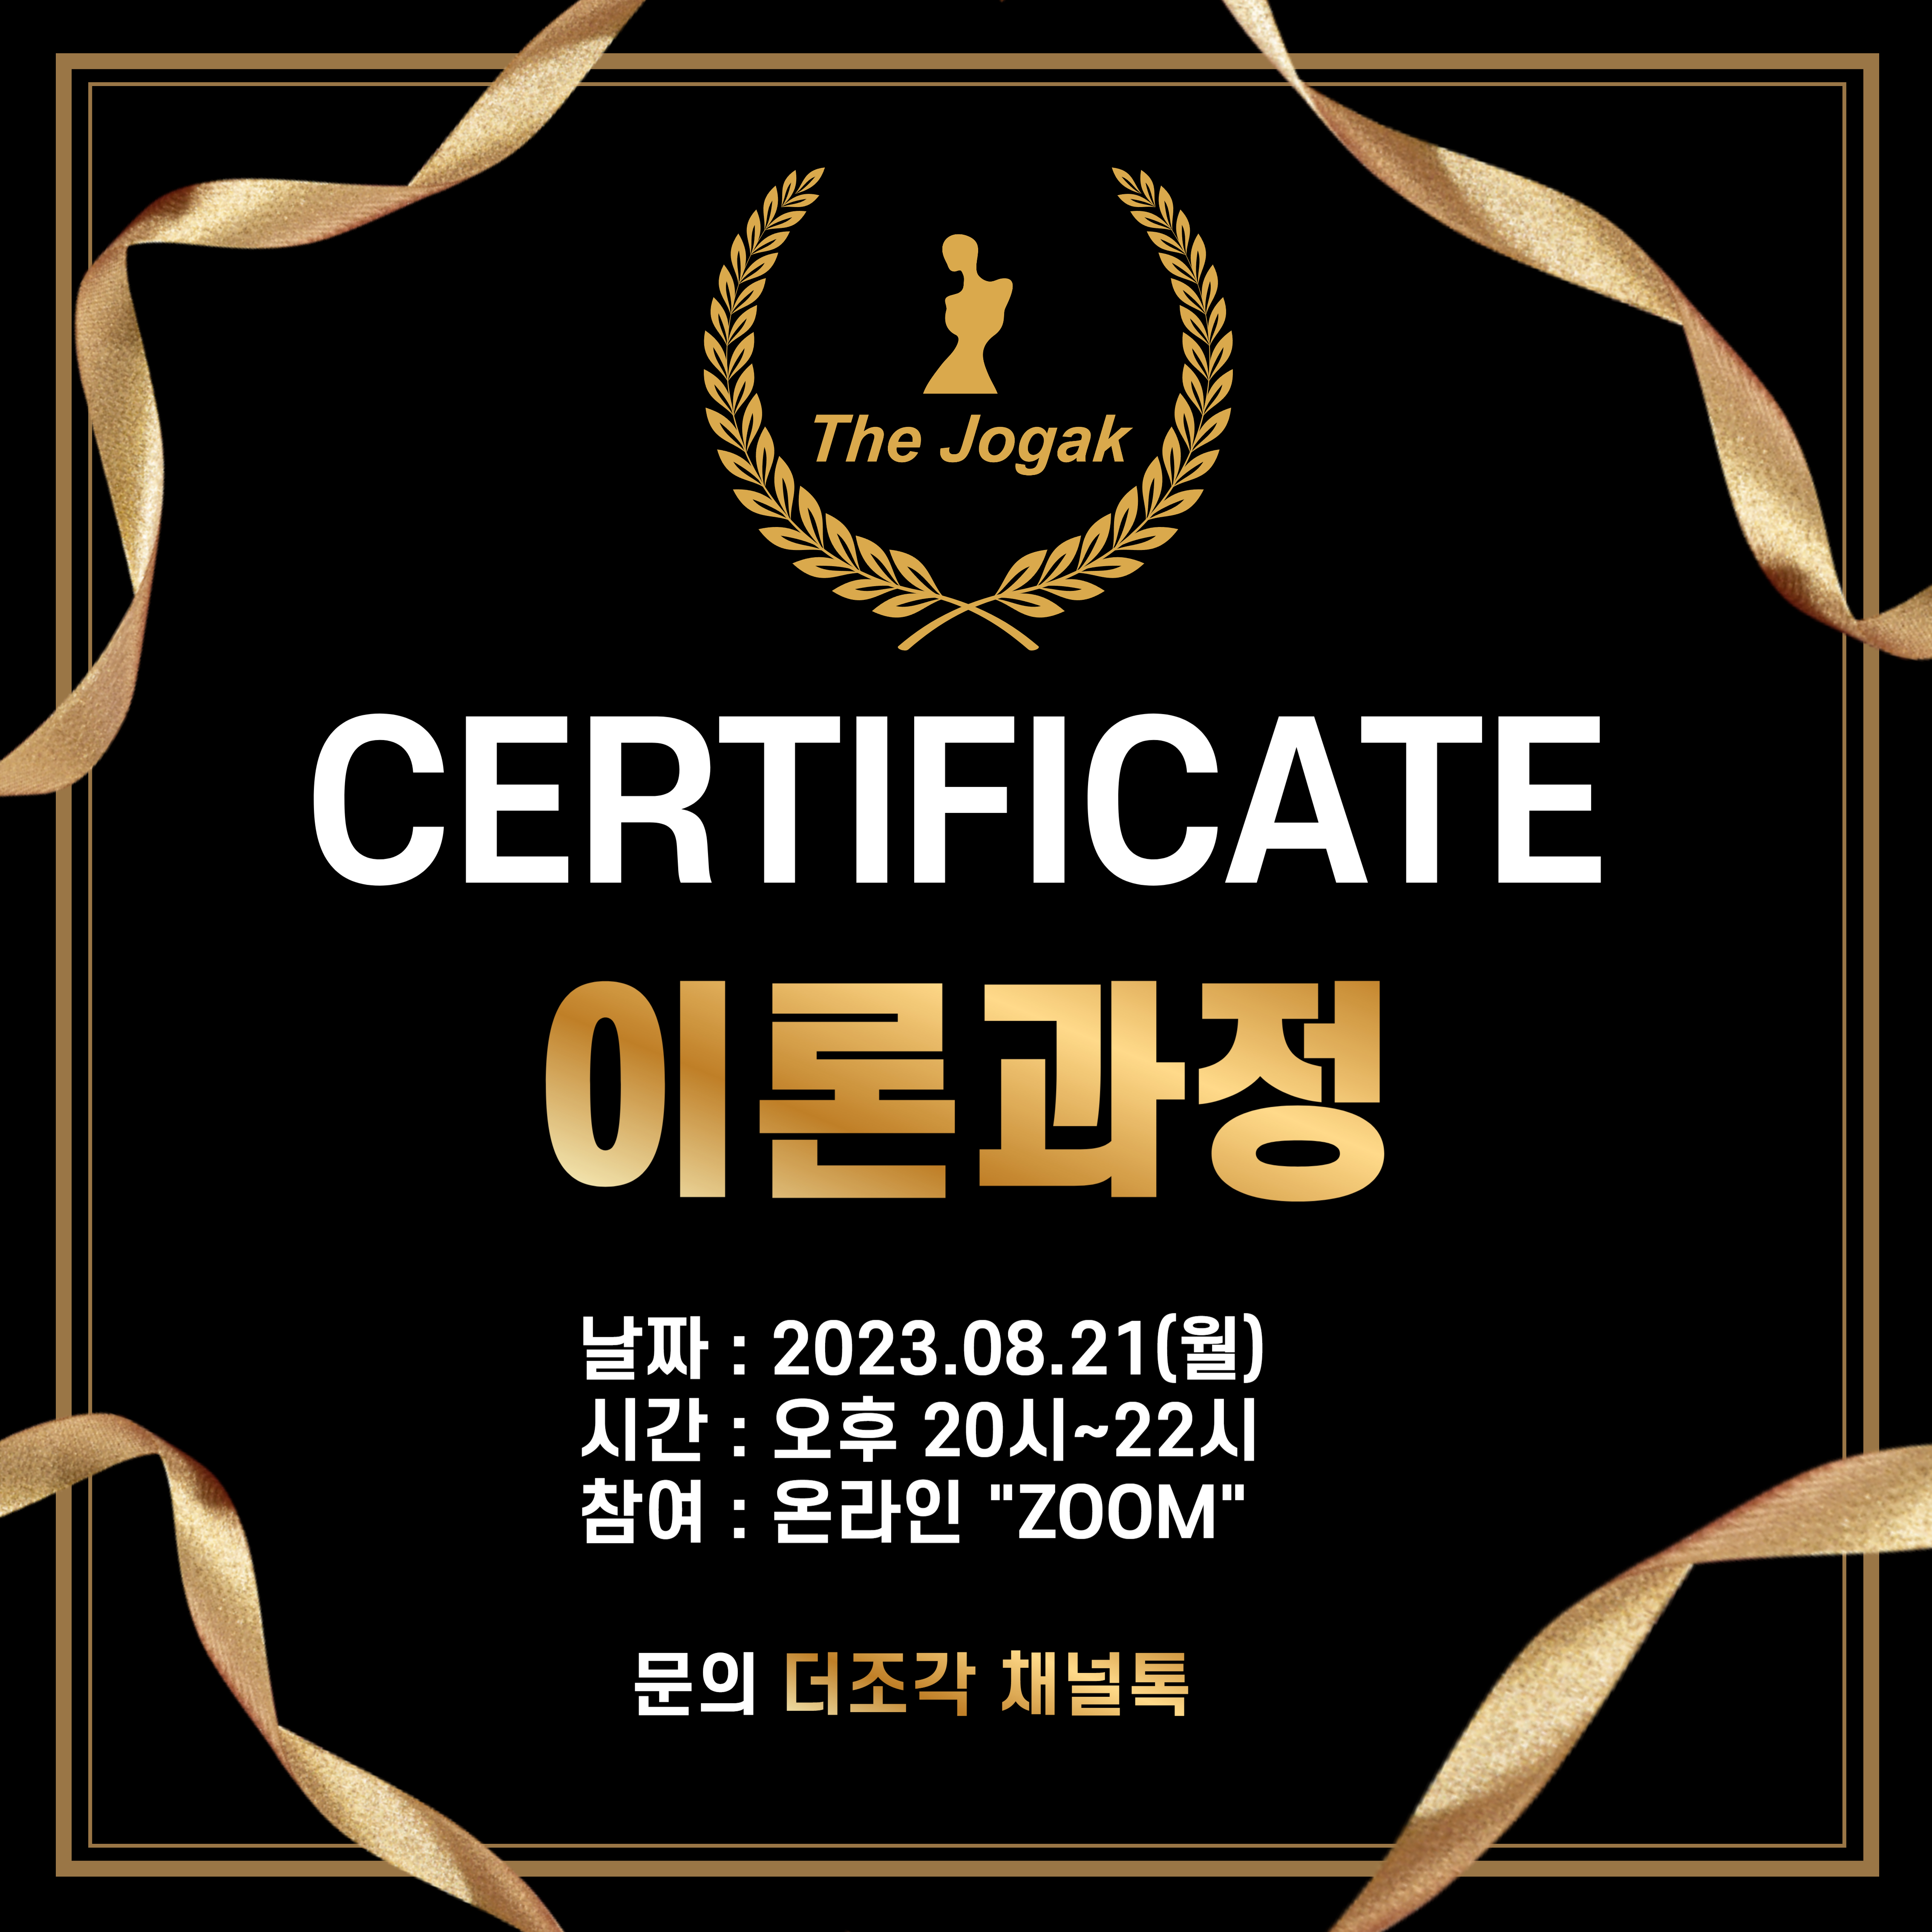 The Jogak
CERTIFICATE
이론과정
날짜 : 2023.08.21(월)
시간 : 오후 20시~22시
참여 : 온라인 "ZOOM"
문의 더조각 채널톡